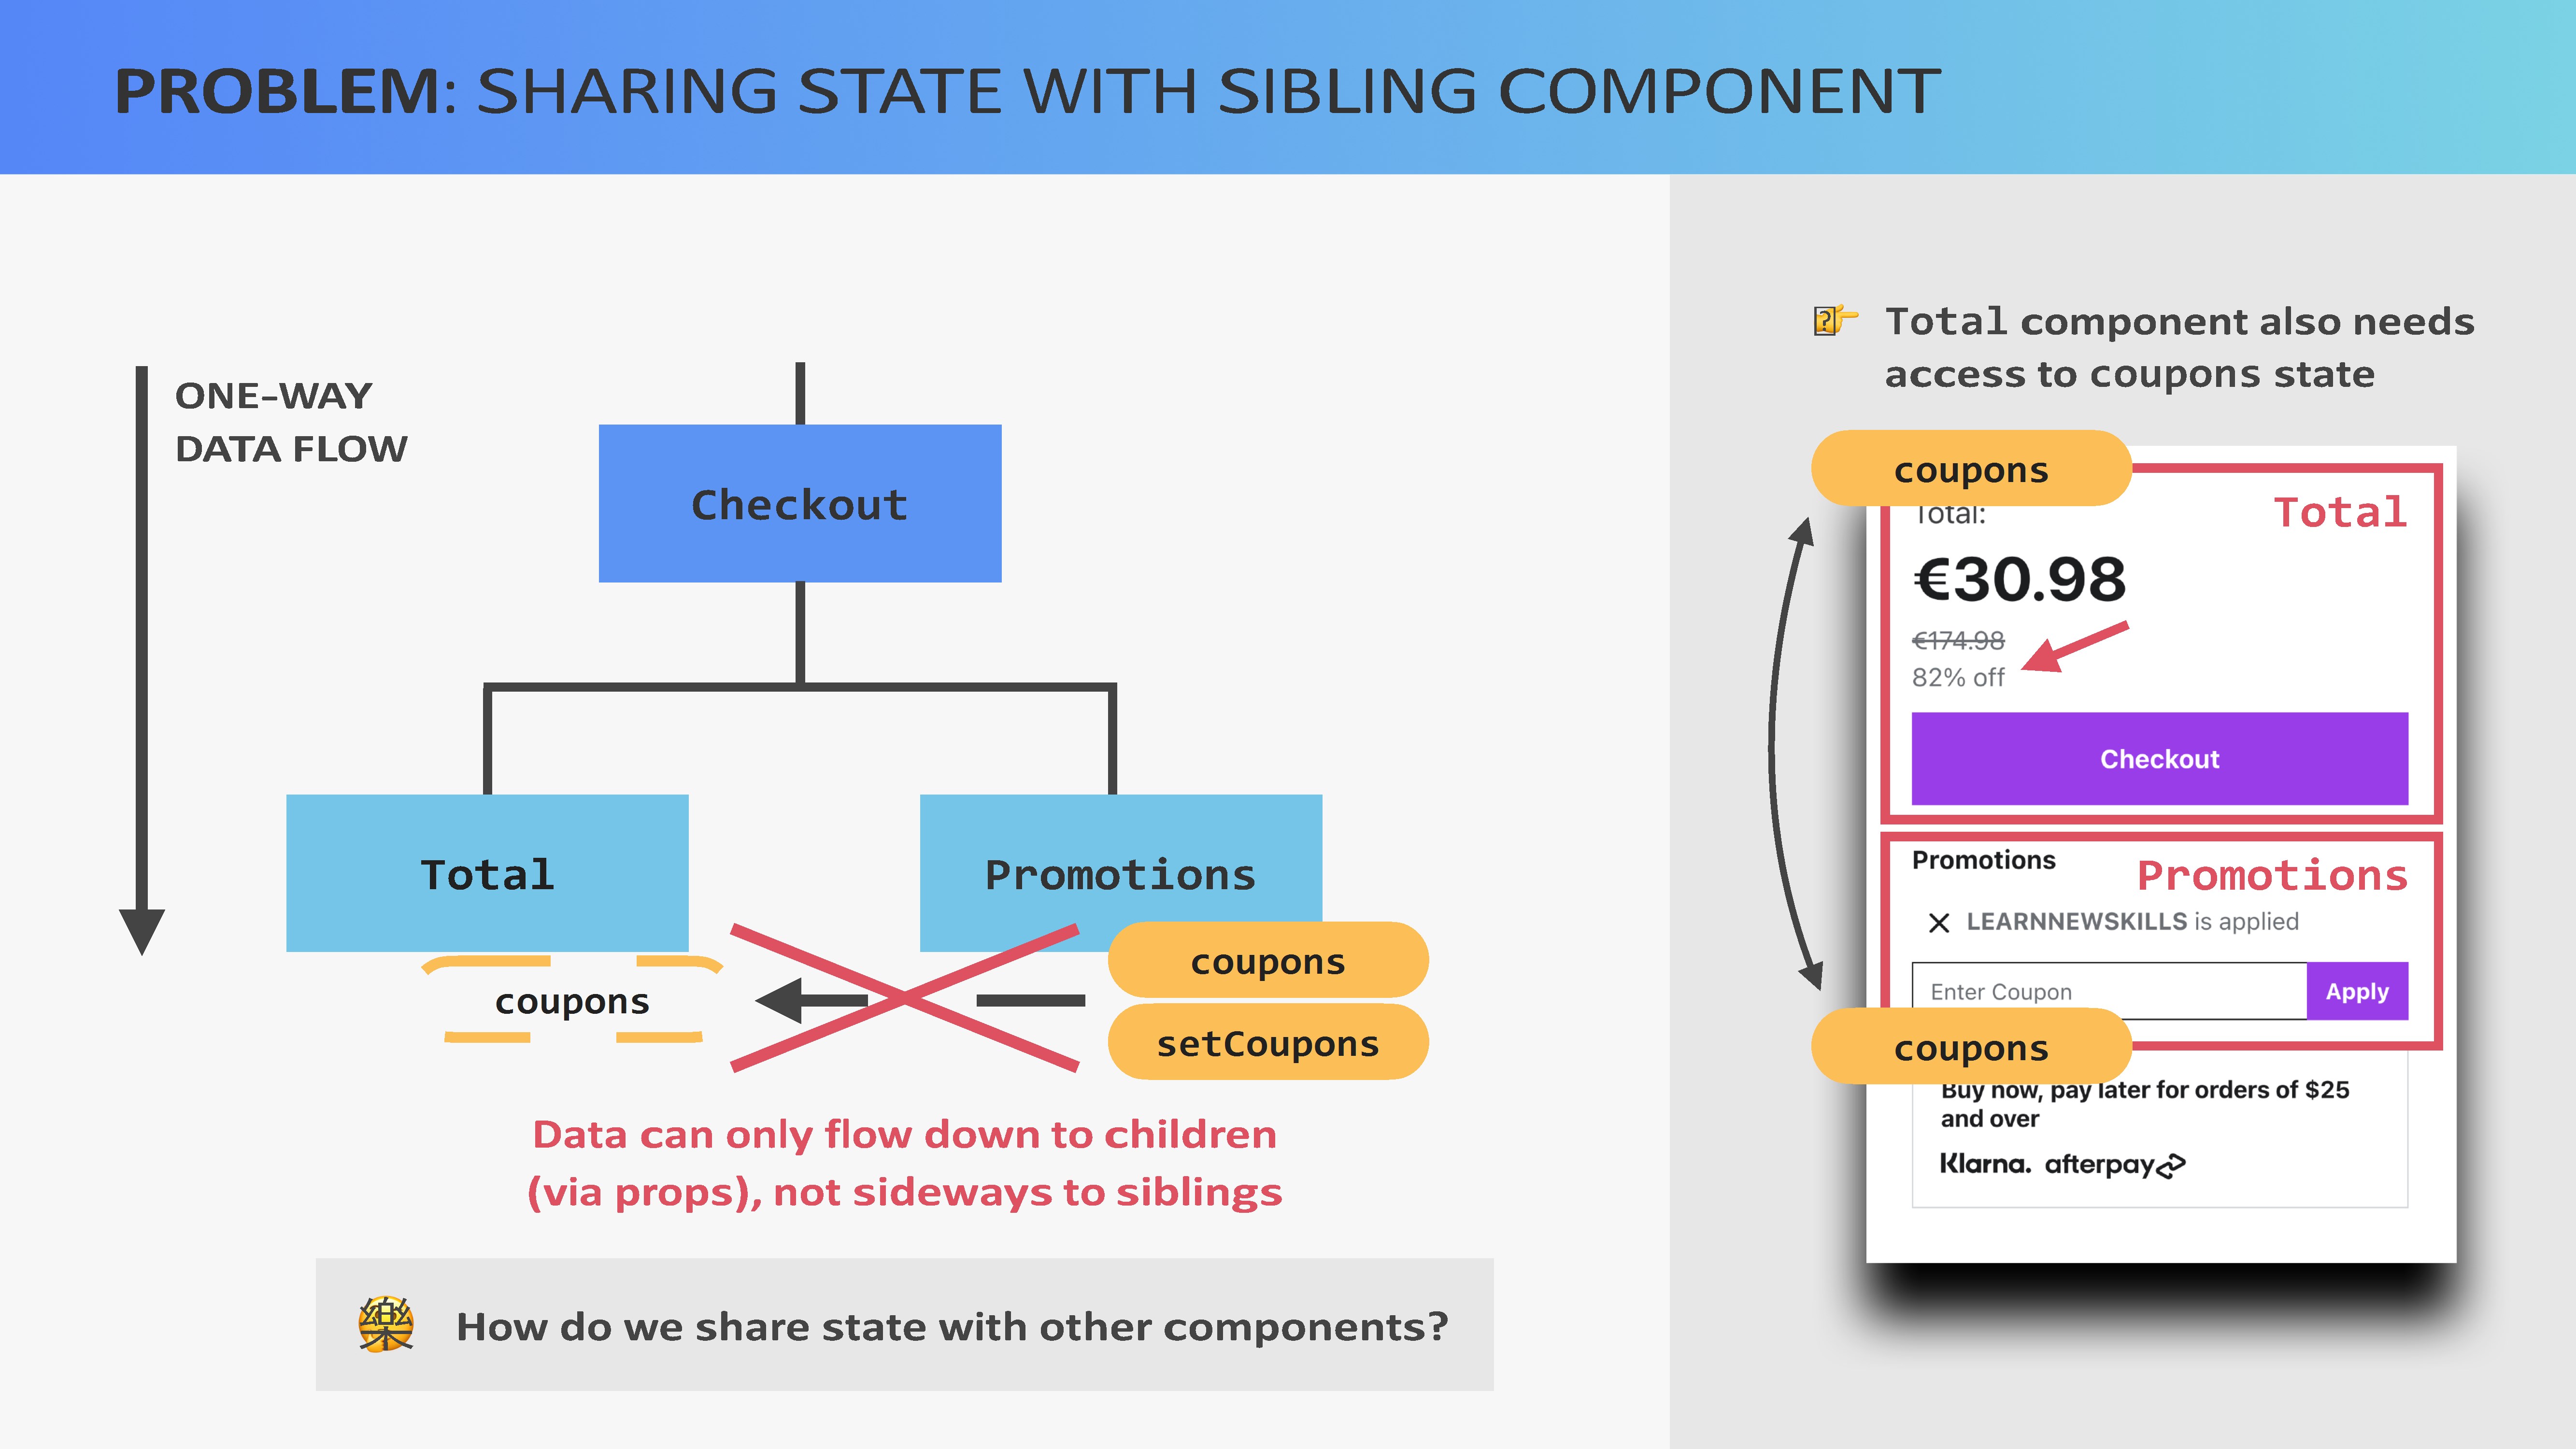 PROBLEM: SHARING STATE WITH SIBLING COMPONENT
ONE–WAY
DATA FLOW
Checkout
Total
Promotions
coupons
coupons
setCoupons
Data can only flow down to children
(via props), not sideways to siblings
樂 How do we share state with other components?
Total component also needs
access to coupons state
coupons
Total:
Total
€30.98
€174.98
82% off
Checkout
Promotions
Promotions
LEARNNEWSKILLS is applied
Enter Coupon
Apply
coupons
Buy now, pay later for orders of $25
and over
Klarna. afterpay